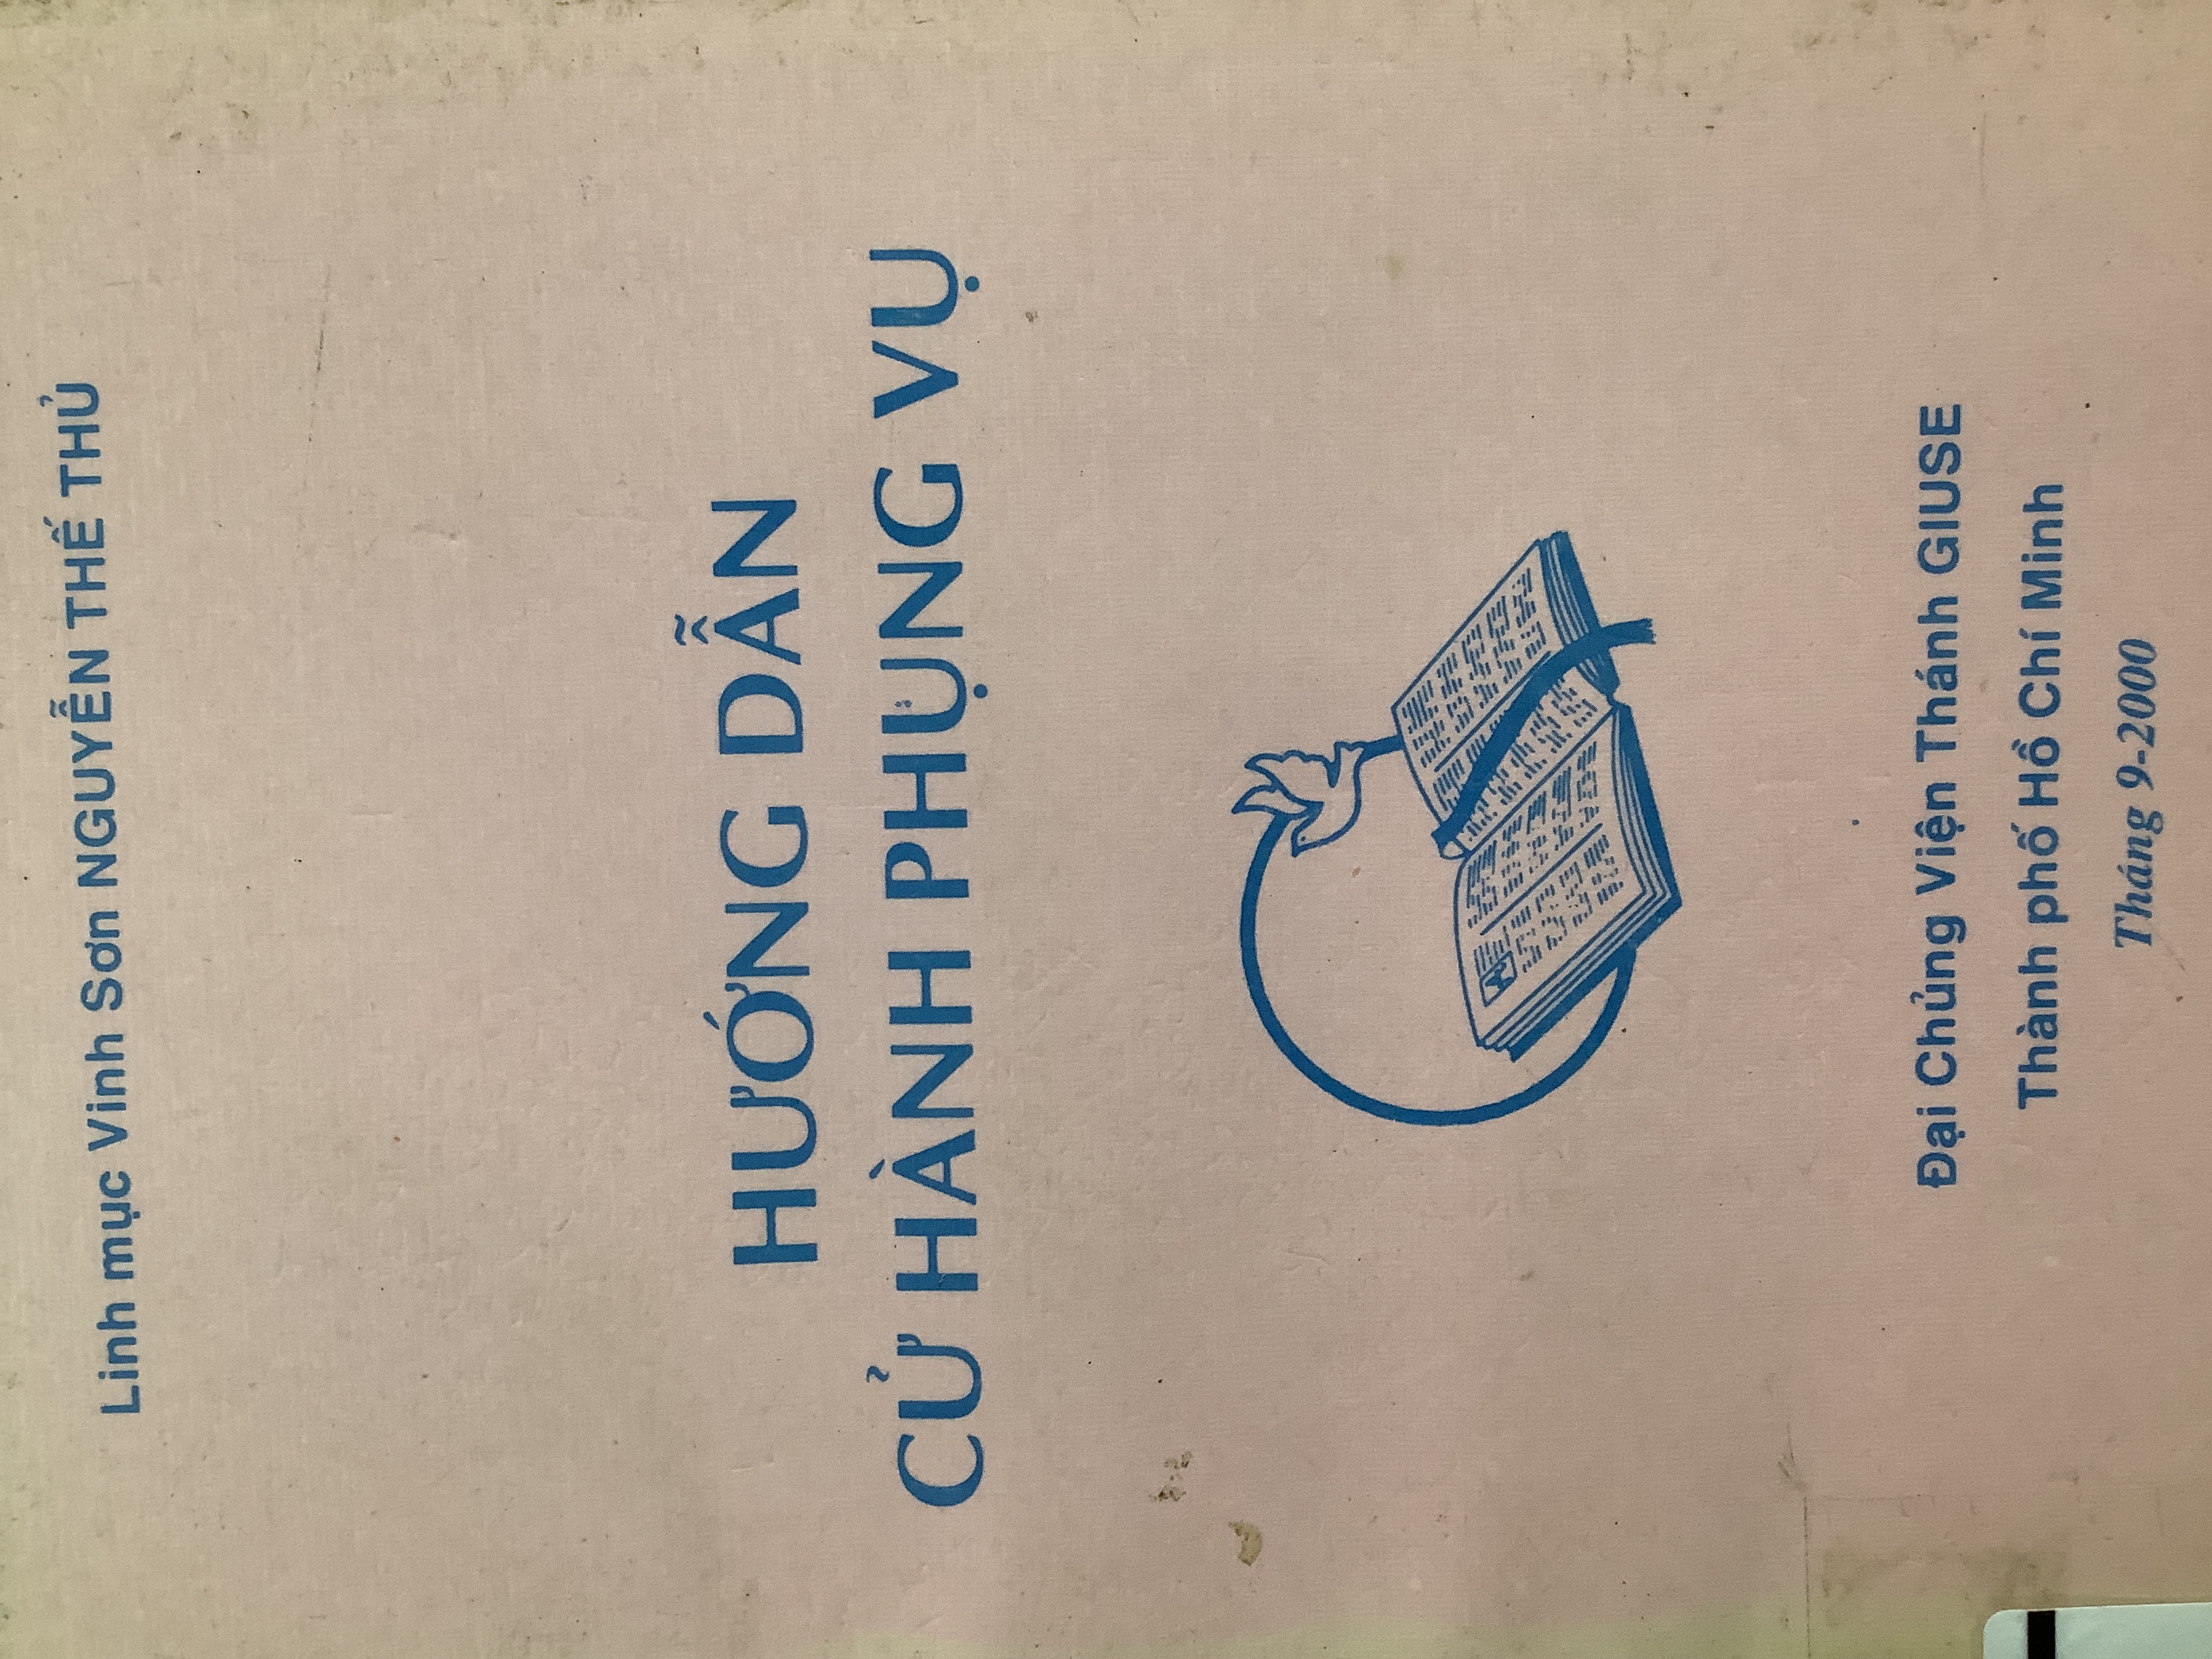 Linh mục Vinh Sơn NGUYỄN THẾ THỦ
HƯỚNG DẪN
CỬ HÀNH PHỤNG VỤ
Đại Chủng Viện Thánh GIUSE
Thành phố Hồ Chí Minh
Tháng 9-2000